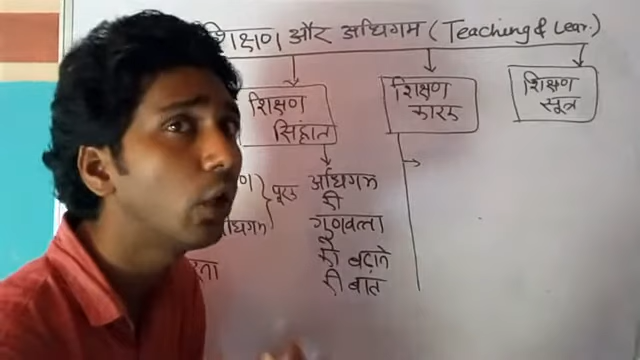 शिक्षण और अधिगम (Teaching & Lear.)
शिक्षण
सिंहात
शिक्षण
कारक
शिक्षण
सूत्र
पूरक
अधिगम
की
गुणवत्ता
को बढ़ाने
की बात